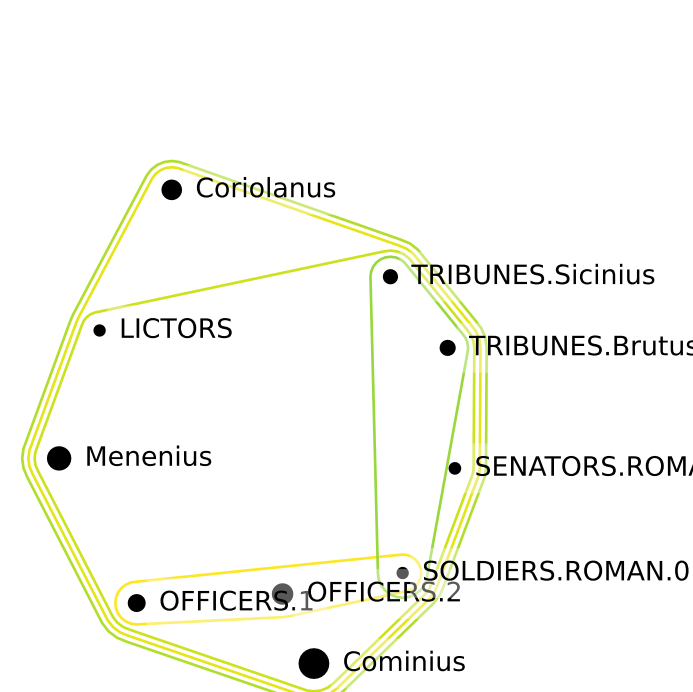 Coriolanus
TRIBUNES.Sicinius
LICTORS
TRIBUNES.Brutus
Menenius
SENATORS.ROMA
SOLDIERS.ROMAN.0
OFFICERS.1
OFFICERS.2
Cominius